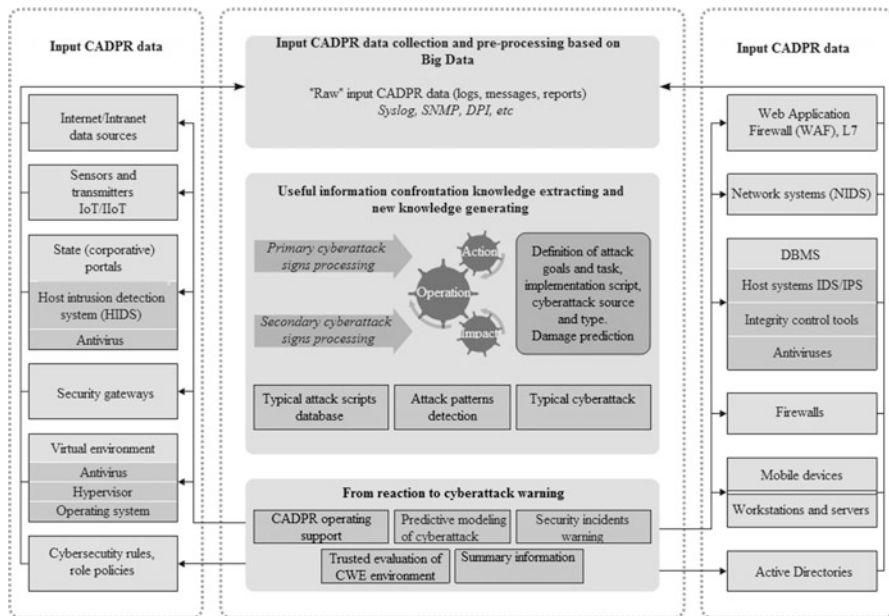 Input CADPR data
Internet/Intranet
data sources
Sensors and
transmitters
IoT/IIoT
State (corporative)
portals
Host intrusion detection
system (HIDS)
Antivirus
Security gateways
Virtual environment
Antivirus
Hypervisor
Operating system
Cybersecutity rules,
role policies
Input CADPR data collection and pre-processing based on
Big Data
"Raw" input CADPR data (logs, messages, reports)
Syslog, SNMP, DPI, etc
Useful information confrontation knowledge extracting and
new knowledge generating
Primary cyberattack
signs processing
Secondary cyberattack
signs processing
Action
Operation
Impact
Definition of attack
goals and task,
implementation script,
cyberattack source
and type.
Damage prediction
Typical attack scripts
database
Attack patterns
detection
Typical cyberattack
From reaction to cyberattack warning
CADPR operating
support
Predictive modeling
of cyberattack
Security incidents
warning
Trusted evaluation of
CWE environment
Summary information
Input CADPR data
Web Application
Firewall (WAF), L7
Network systems (NIDS)
DBMS
Host systems IDS/IPS
Integrity control tools
Antiviruses
Firewalls
Mobile devices
Workstations and servers
Active Directories